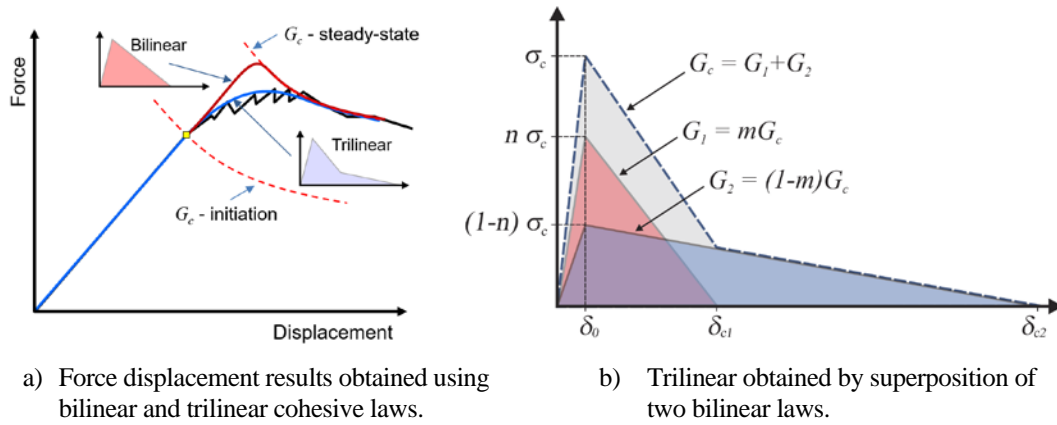 G_c - steady-state
Bilinear
Force
Trilinear
G_c - initiation
Displacement
σ_c
G_c = G_1+G_2
n σ_c
G_1 = mG_c
G_2 = (1-m)G_c
(1-n) σ_c
δ_0
δ_c1
δ_c2
a) Force displacement results obtained using
bilinear and trilinear cohesive laws.
b) Trilinear obtained by superposition of
two bilinear laws.